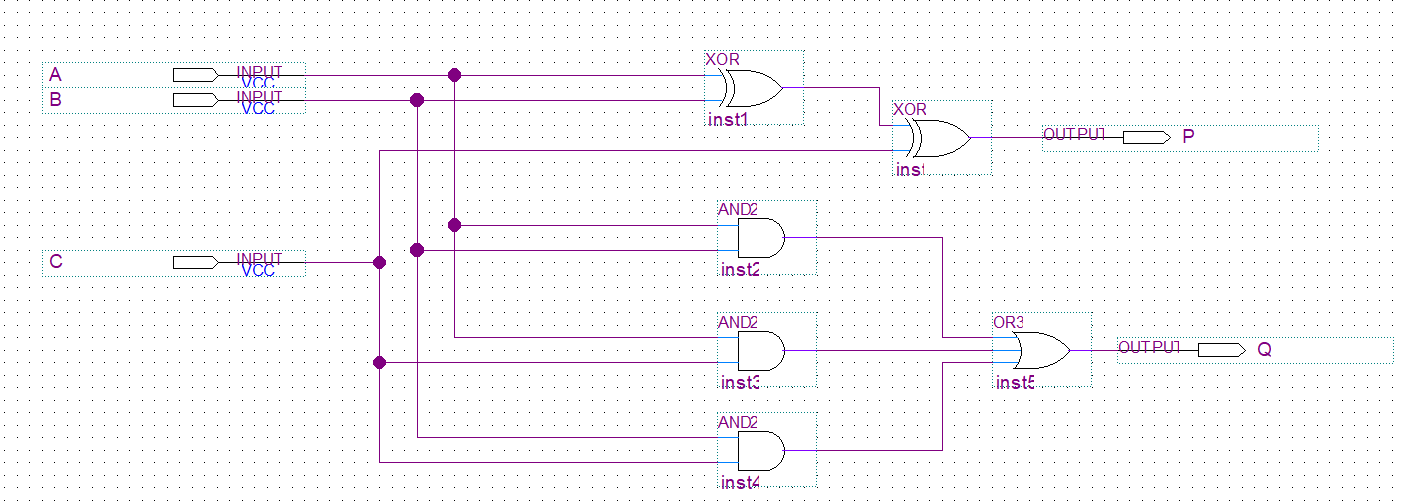 XOR
A INPUT
VCC
B INPUT
VCC
XOR
inst1
OUTPUT P
inst
AND2
C INPUT
VCC
inst2
AND2
OR3
OUTPUT Q
inst3
inst5
AND2
inst4